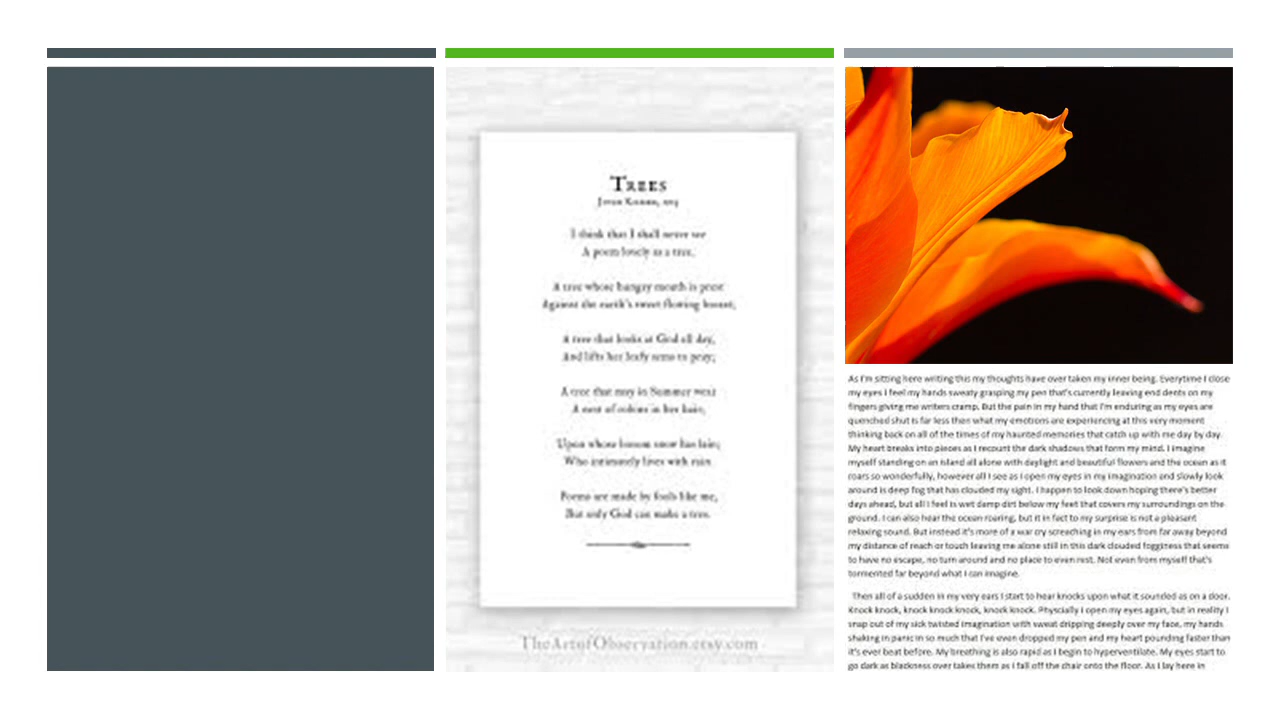 TREES
Joyce Kilmer, 1913
I think that I shall never see
A poem lovely as a tree.
A tree whose hungry mouth is prest
Against the earth's sweet flowing breast;
A tree that looks at God all day,
And lifts her leafy arms to pray;
A tree that may in Summer wear
A nest of robins in her hair;
Upon whose bosom snow has lain;
Who intimately lives with rain.
Poems are made by fools like me,
But only God can make a tree.
TheArtofObservation.etsy.com
As I'm sitting here writing this my thoughts have over taken my inner being. Everytime I close
my eyes I feel my hands sweaty grasping my pen that's currently leaving end dents on my
fingers giving me writers cramp. But the pain in my hand that I'm enduring as my eyes are
quenched shut is far less then what my emotions are experiencing at this very moment
thinking back on all of the times of my haunted memories that catch up with me day by day.
My heart breaks into pieces as I recount the dark shadows that form my mind. I imagine
myself standing on an island all alone with daylight and beautiful flowers and the ocean as it
roars so wonderfully, however all I see as I open my eyes in my imagination and slowly look
around is deep fog that has clouded my sight. I happen to look down hoping there's better
days ahead, but all I feel is wet damp dirt below my feet that covers my surroundings on the
ground. I can also hear the ocean roaring, but it in fact to my surprise is not a pleasant
relaxing sound. But instead it's more of a war cry screaching in my ears from far away beyond
my distance of reach or touch leaving me alone still in this dark clouded fogginess that seems
to have no escape, no turn around and no place to even rest. Not even from myself that's
tormented far beyond what I can imagine.
Then all of a sudden in my very ears I start to hear knocks upon what it sounded as on a door.
Knock knock, knock knock knock, knock knock. Physcially I open my eyes again, but in reality I
snap out of my sick twisted imagination with sweat dripping deeply over my face, my hands
shaking in panic in so much that I've even dropped my pen and my heart pounding faster than
it's ever beat before. My breathing is also rapid as I begin to hyperventilate. My eyes start to
go dark as blackness over takes them as I fall off the chair onto the floor. As I lay here in